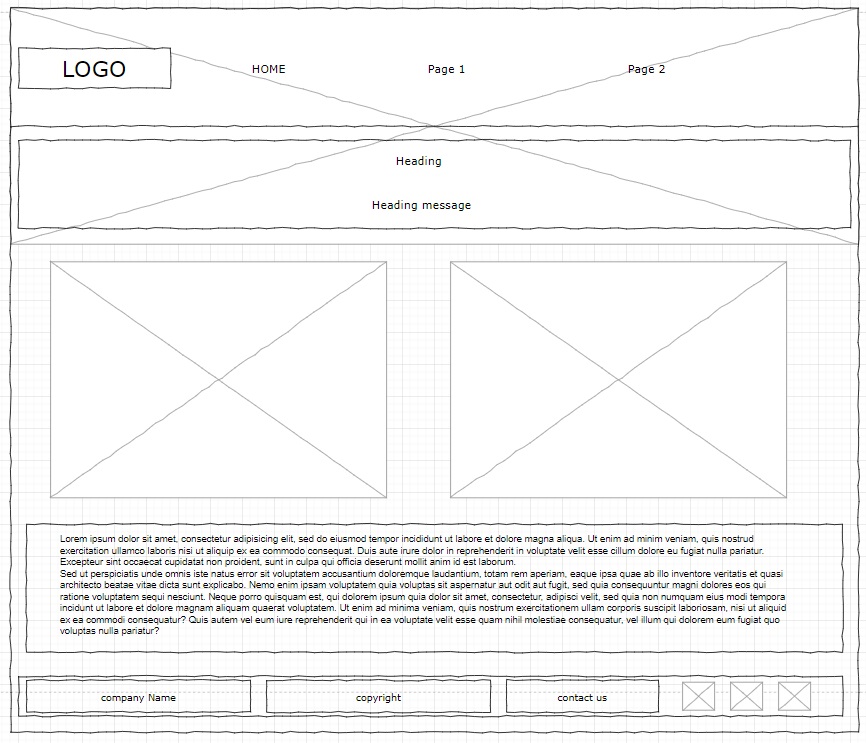 LOGO
HOME
Page 1
Page 2
Heading
Heading message
Lorem ipsum dolor sit amet, consectetur adipisicing elit, sed do eiusmod tempor incididunt ut labore et dolore magna aliqua. Ut enim ad minim veniam, quis nostrud
exercitation ullamco laboris nisi ut aliquip ex ea commodo consequat. Duis aute irure dolor in reprehenderit in voluptate velit esse cillum dolore eu fugiat nulla pariatur.
Excepteur sint occaecat cupidatat non proident, sunt in culpa qui officia deserunt mollit anim id est laborum.
Sed ut perspiciatis unde omnis iste natus error sit voluptatem accusantium doloremque laudantium, totam rem aperiam, eaque ipsa quae ab illo inventore veritatis et quasi
architecto beatae vitae dicta sunt explicabo. Nemo enim ipsam voluptatem quia voluptas sit aspernatur aut odit aut fugit, sed quia consequuntur magni dolores eos qui
ratione voluptatem sequi nesciunt. Neque porro quisquam est, qui dolorem ipsum quia dolor sit amet, consectetur, adipisci velit, sed quia non numquam eius modi tempora
incidunt ut labore et dolore magnam aliquam quaerat voluptatem. Ut enim ad minima veniam, quis nostrum exercitationem ullam corporis suscipit laboriosam, nisi ut aliquid
ex ea commodi consequatur? Quis autem vel eum iure reprehenderit qui in ea voluptate velit esse quam nihil molestiae consequatur, vel illum qui dolorem eum fugiat quo
voluptas nulla pariatur?
company Name
copyright
contact us